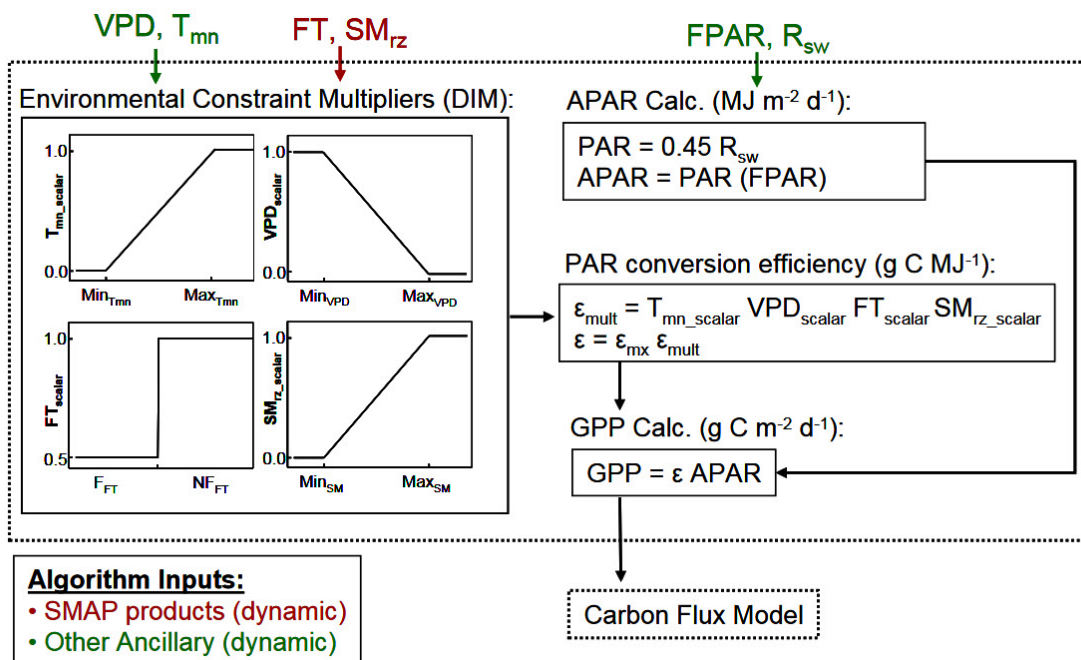 VPD, Tmn
FT, SMrz
FPAR, Rsw
Environmental Constraint Multipliers (DIM):
1.0
0.0
Tmn_scalar
MinTmn
MaxTmn
1.0
0.0
VPDscalar
MinVPD
MaxVPD
1.0
0.5
FTscalar
FFT
NFFT
1.0
0.0
SMrz_scalar
MinSM
MaxSM
APAR Calc. (MJ m-2 d-1):
PAR = 0.45 Rsw
APAR = PAR (FPAR)
PAR conversion efficiency (g C MJ-1):
εmult = Tmn_scalar VPDscalar FTscalar SMrz_scalar
ε = εmx εmult
GPP Calc. (g C m-2 d-1):
GPP = ε APAR
Carbon Flux Model
Algorithm Inputs:
• SMAP products (dynamic)
• Other Ancillary (dynamic)